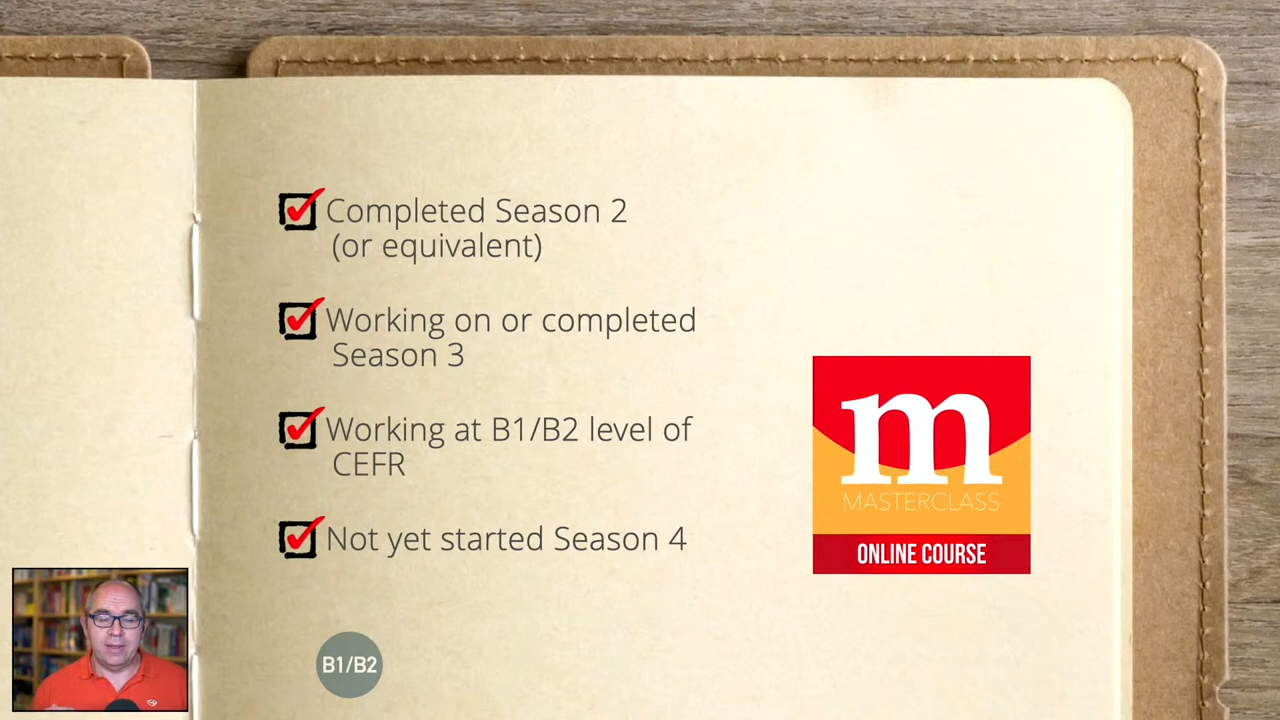 Completed Season 2
(or equivalent)
Working on or completed
Season 3
Working at B1/B2 level of
CEFR
Not yet started Season 4
m
MASTERCLASS
ONLINE COURSE
B1/B2